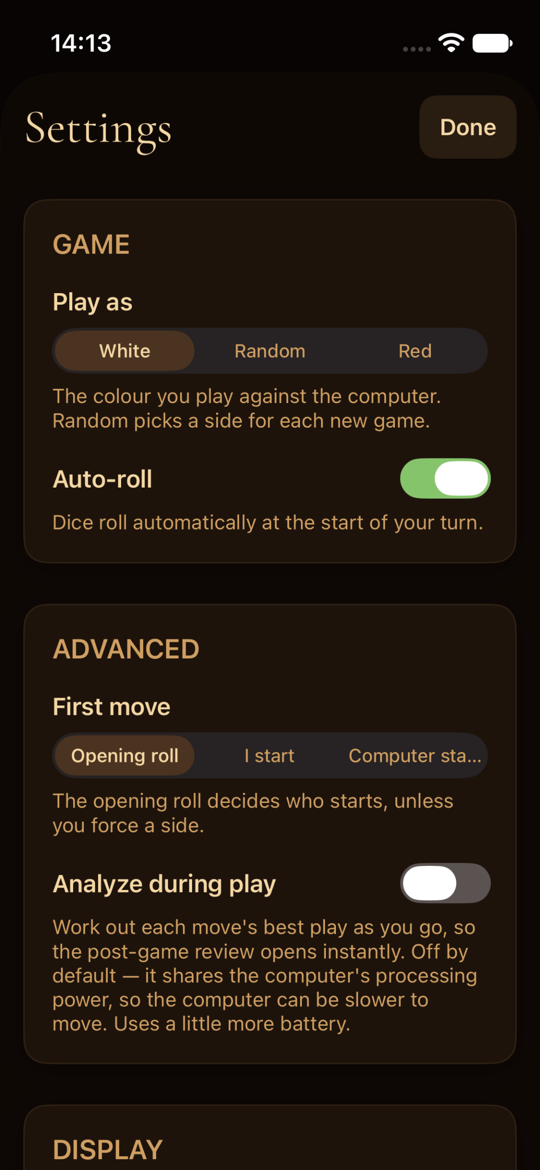 14:13
Settings
Done
GAME
Play as
White
Random
Red
The colour you play against the computer.
Random picks a side for each new game.
Auto-roll
Dice roll automatically at the start of your turn.
ADVANCED
First move
Opening roll
I start
Computer sta...
The opening roll decides who starts, unless
you force a side.
Analyze during play
Work out each move's best play as you go, so
the post-game review opens instantly. Off by
default — it shares the computer's processing
power, so the computer can be slower to
move. Uses a little more battery.
DISPLAY